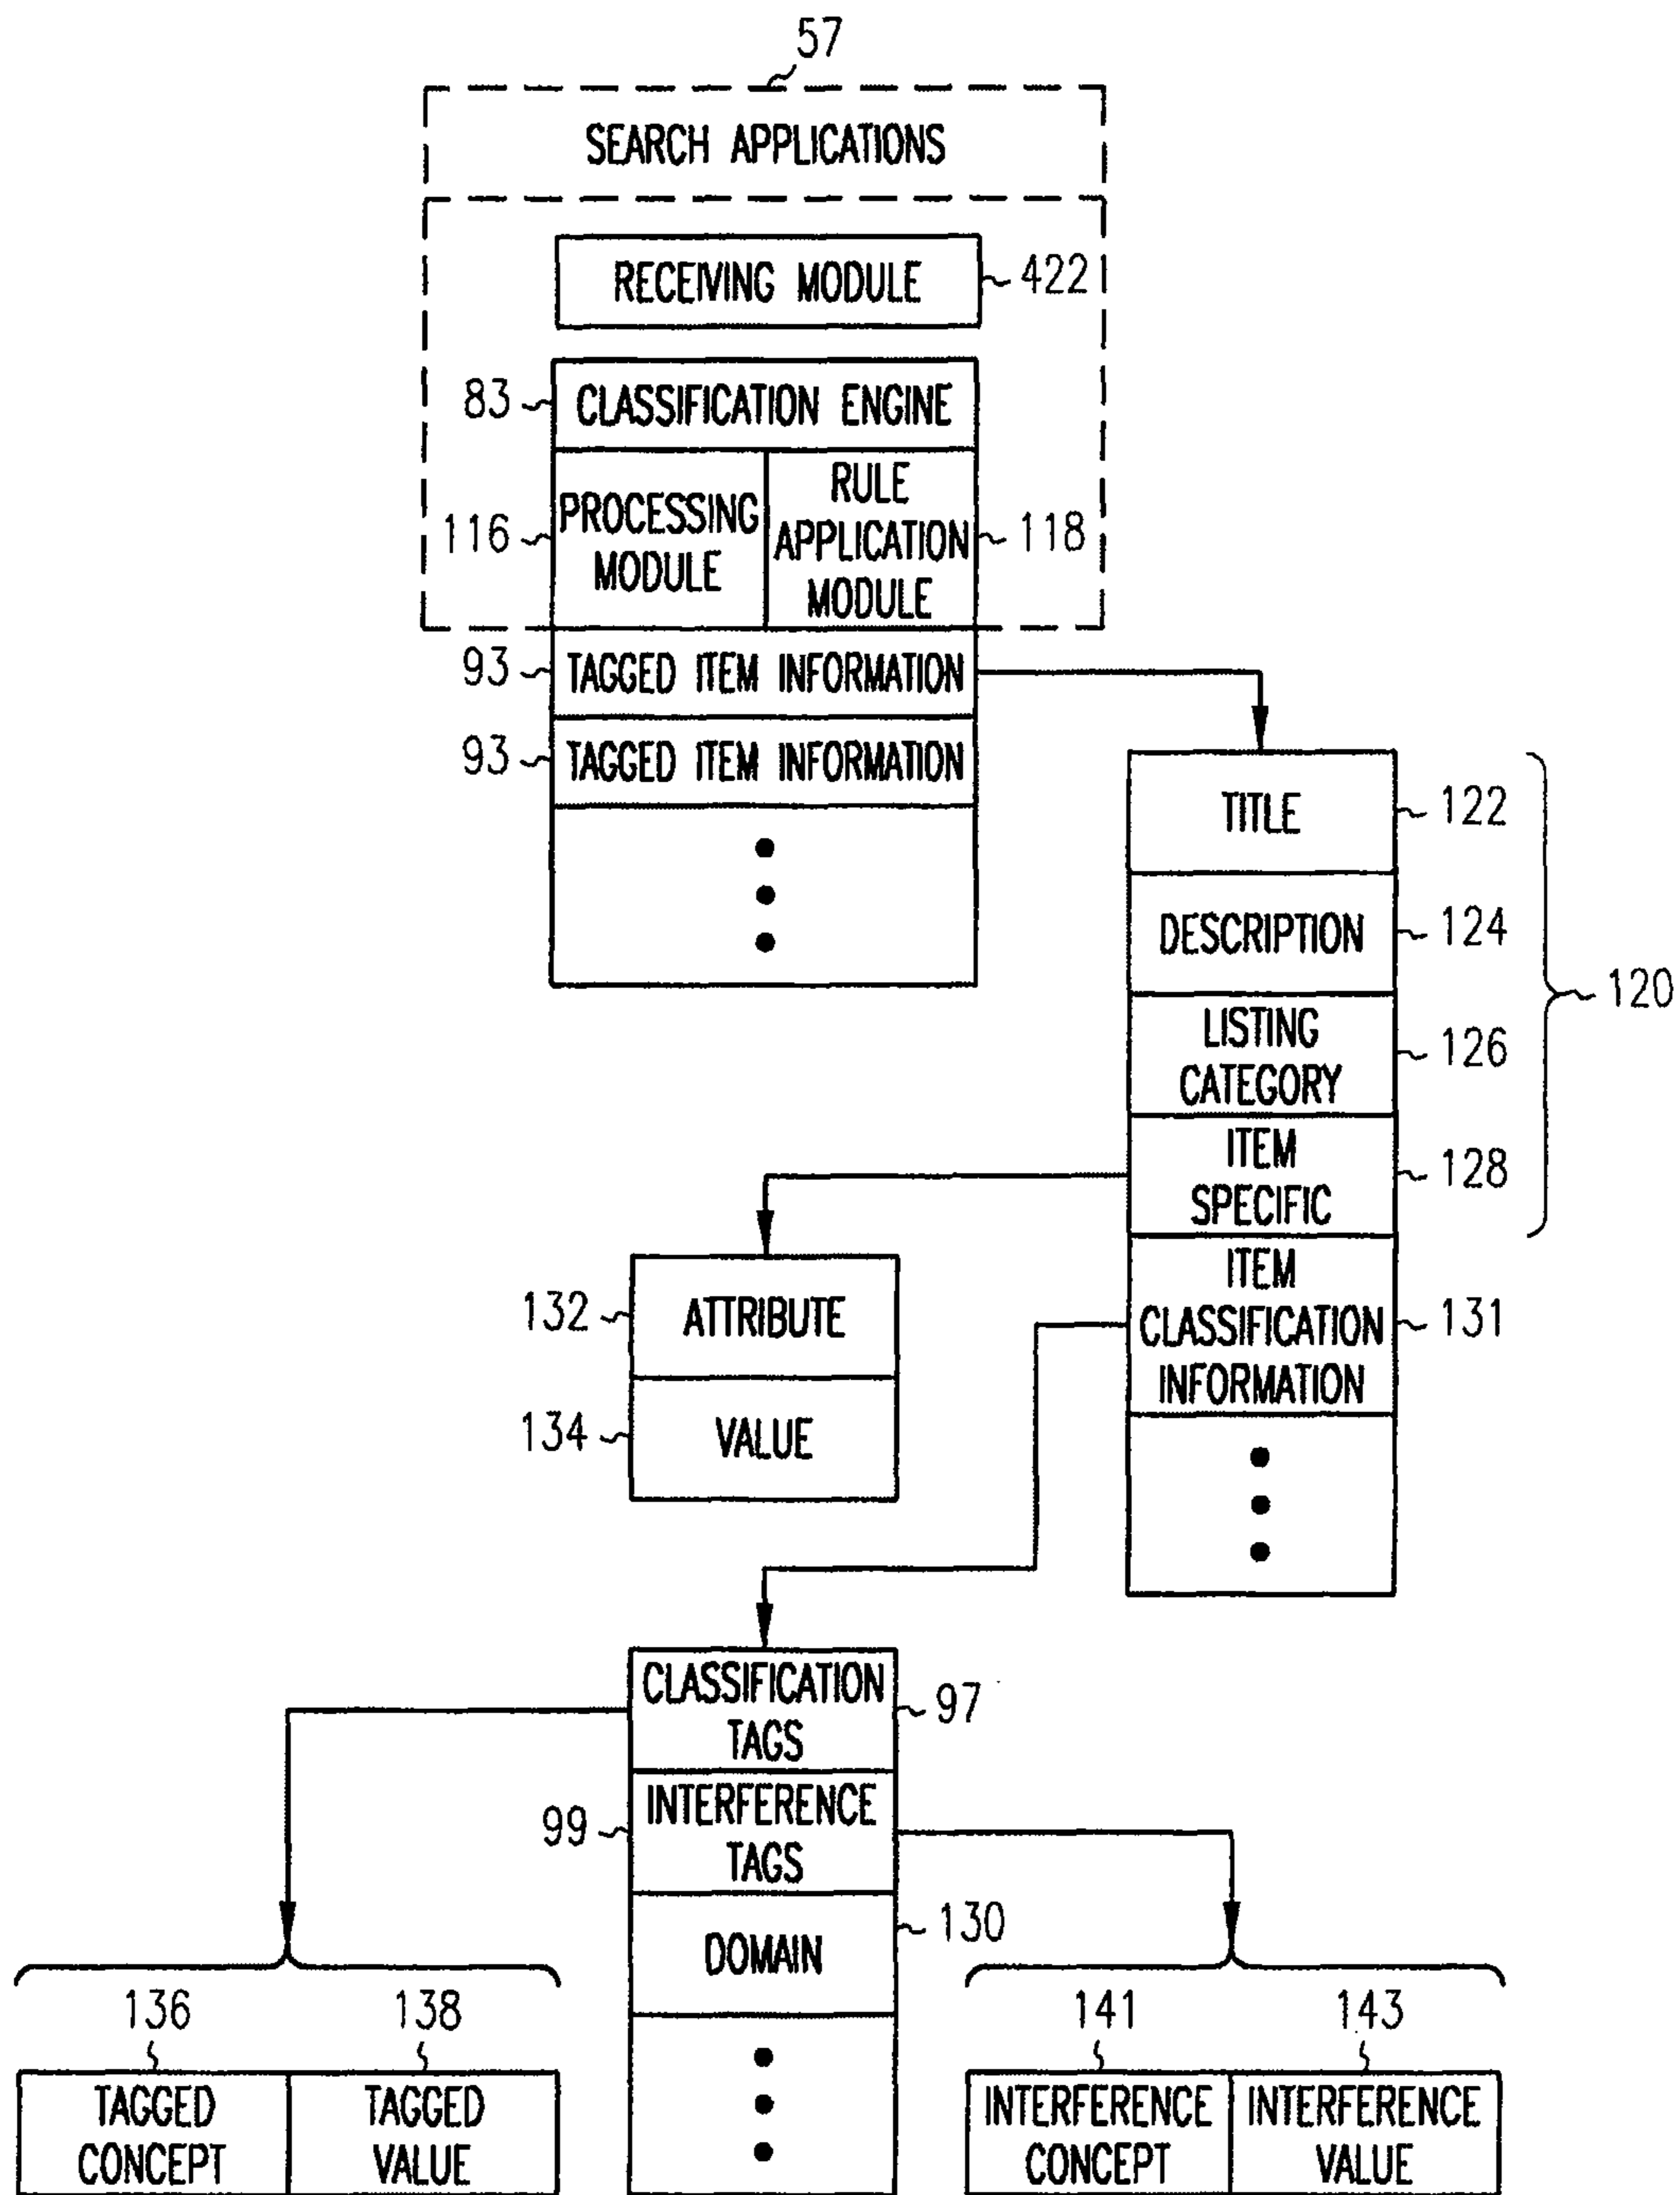 57
SEARCH APPLICATIONS
RECEIVING MODULE
422
83
CLASSIFICATION ENGINE
116
PROCESSING
MODULE
RULE
APPLICATION
MODULE
118
93
TAGGED ITEM INFORMATION
93
TAGGED ITEM INFORMATION
TITLE
122
DESCRIPTION
124
120
LISTING
CATEGORY
126
ITEM
SPECIFIC
128
ITEM
CLASSIFICATION
INFORMATION
131
132
ATTRIBUTE
134
VALUE
CLASSIFICATION
TAGS
97
99
INTERFERENCE
TAGS
DOMAIN
130
136
138
TAGGED
CONCEPT
TAGGED
VALUE
141
143
INTERFERENCE
CONCEPT
INTERFERENCE
VALUE